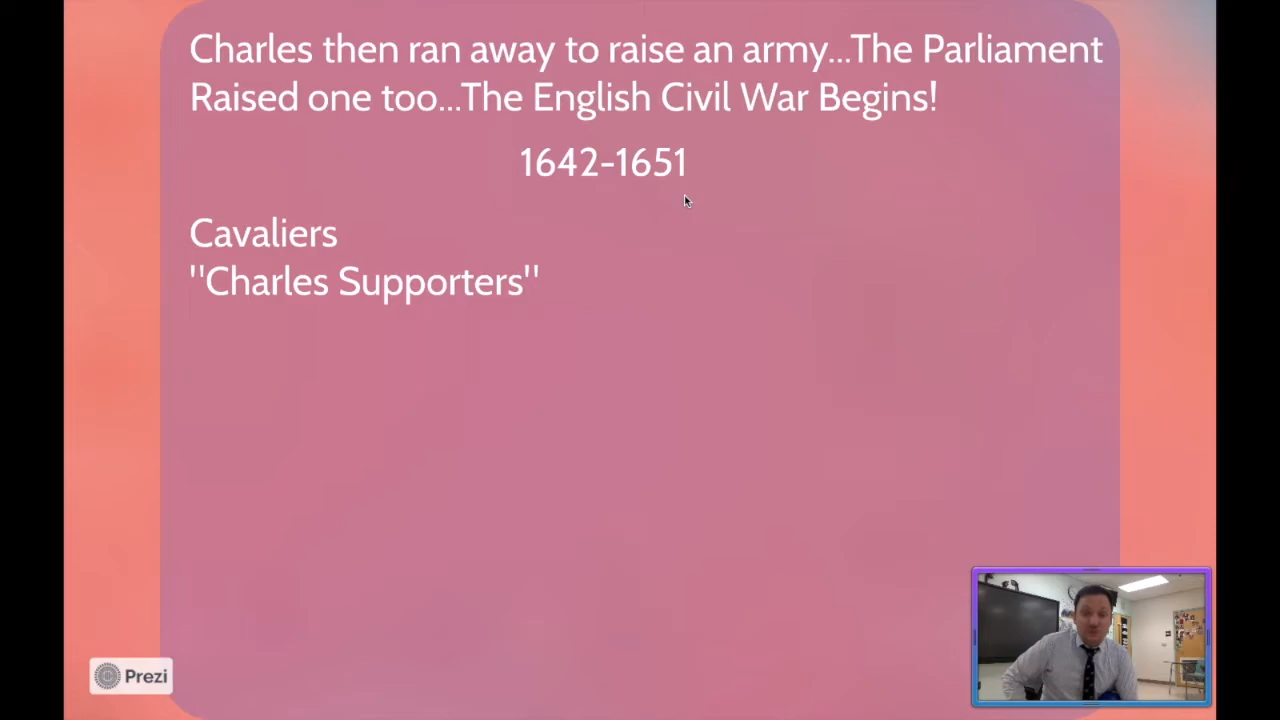 Charles then ran away to raise an army...The Parliament
Raised one too...The English Civil War Begins!
1642-1651
Cavaliers
"Charles Supporters"
Prezi